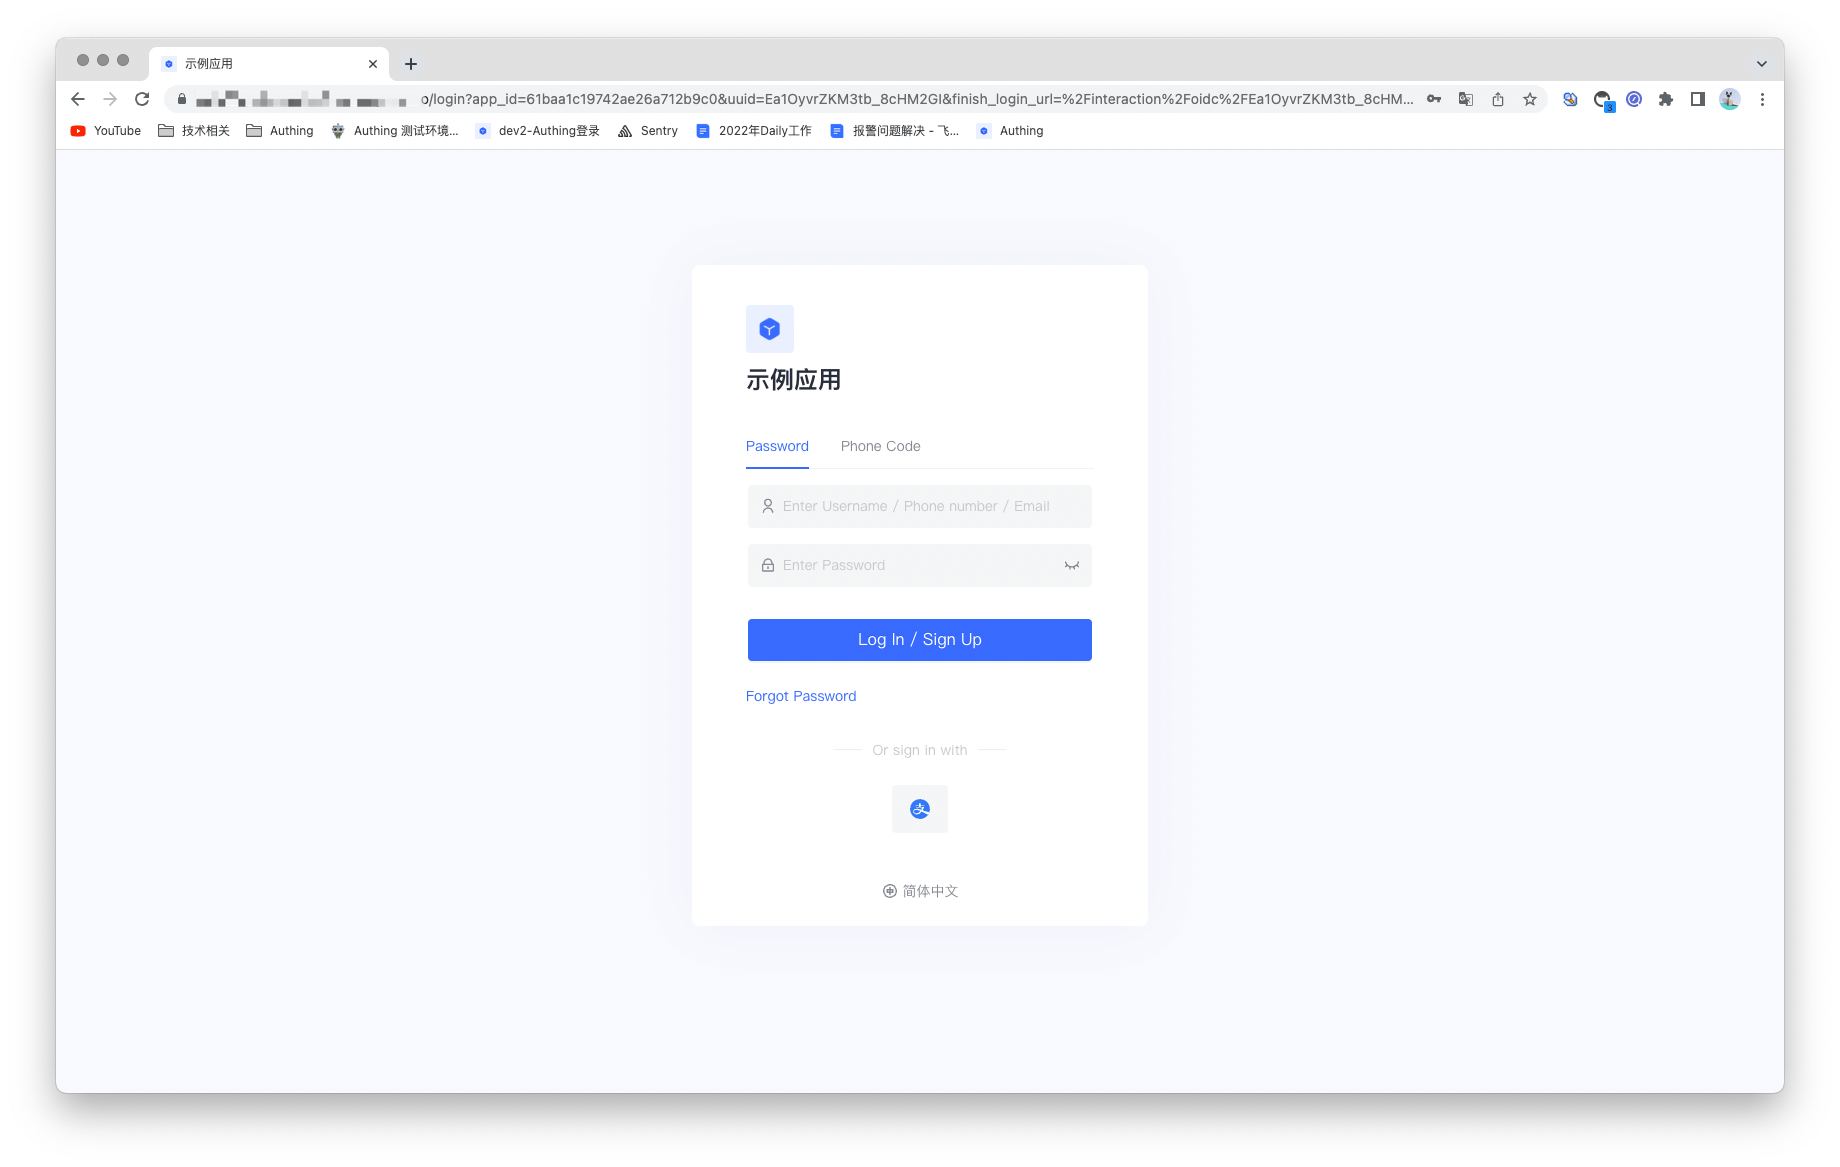 示例应用
o/login?app_id=61baa1c19742ae26a712b9c0&uuid=Ea1OyvrZKM3tb_8cHM2GI&finish_login_url=%2Finteraction%2Foidc%2FEa1OyvrZKM3tb_8cHM...
3
YouTube 技术相关 Authing Authing 测试环境... dev2-Authing登录 Sentry 2022年Daily工作 报警问题解决 - 飞... Authing
示例应用
Password Phone Code
Enter Username / Phone number / Email
Enter Password
Log In / Sign Up
Forgot Password
Or sign in with
简体中文